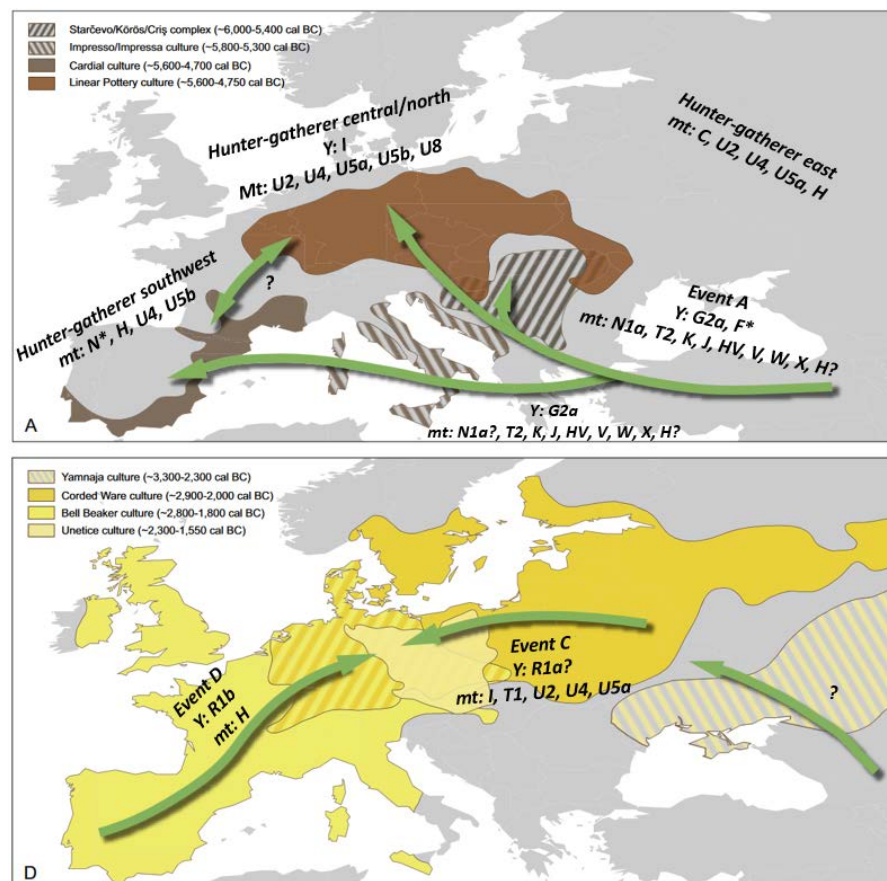 Starčevo/Körös/Criş complex (~6,000-5,400 cal BC)
Impresso/Impressa culture (~5,800-5,300 cal BC)
Cardial culture (~5,600-4,700 cal BC)
Linear Pottery culture (~5,600-4,750 cal BC)
Hunter-gatherer central/north
Y: I
Mt: U2, U4, U5a, U5b, U8
Hunter-gatherer east
mt: C, U2, U4, U5a, H
Hunter-gatherer southwest
mt: N*, H, U4, U5b
?
Event A
Y: G2a, F*
mt: N1a, T2, K, J, HV, V, W, X, H?
Y: G2a
mt: N1a?, T2, K, J, HV, V, W, X, H?
A
Yamnaja culture (~3,300-2,300 cal BC)
Corded Ware culture (~2,900-2,000 cal BC)
Bell Beaker culture (~2,800-1,800 cal BC)
Unetice culture (~2,300-1,550 cal BC)
Event D
Y: R1b
mt: H
Event C
Y: R1a?
mt: I, T1, U2, U4, U5a
?
D